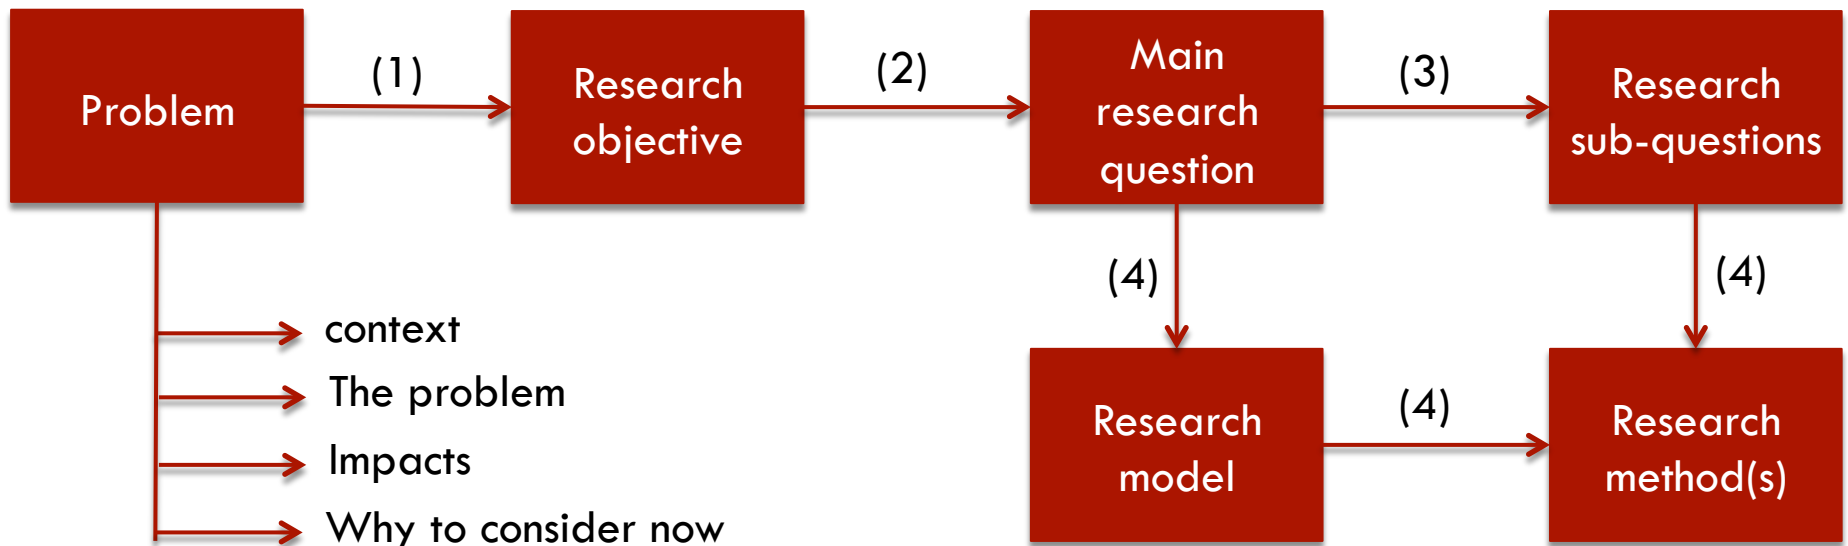 Problem
(1)
Research
objective
(2)
Main
research
question
(3)
Research
sub-questions
(4)
(4)
context
The problem
Impacts
Why to consider now
Research
model
(4)
Research
method(s)